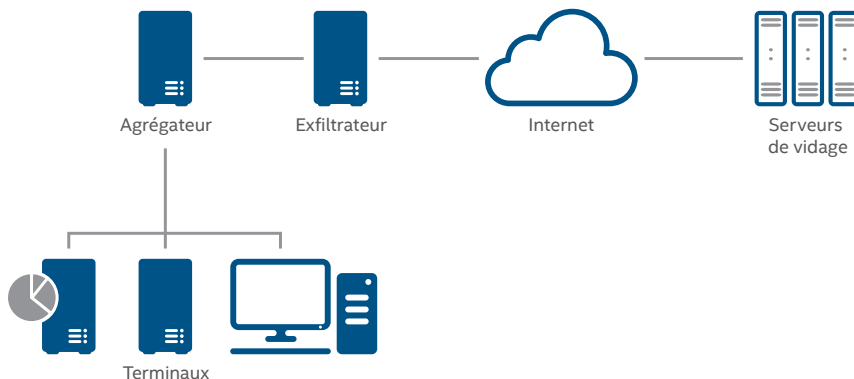 Agrégateur
Exfiltrateur
Internet
Serveurs
de vidage
Terminaux